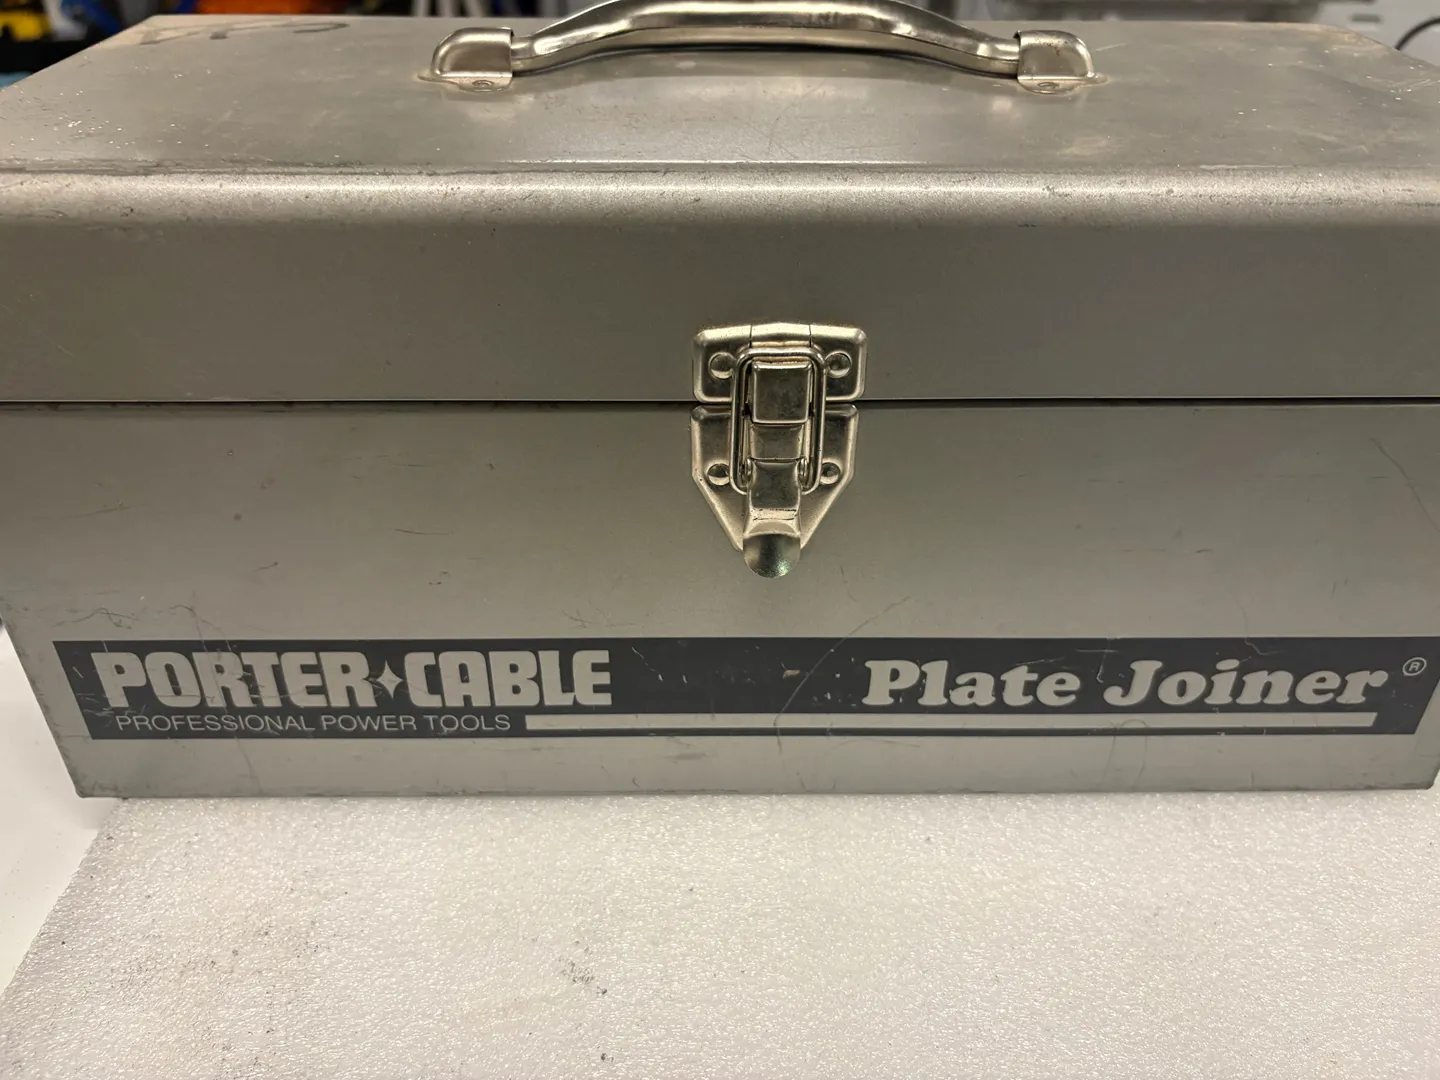 PORTER✦CABLE
PROFESSIONAL POWER TOOLS
Plate Joiner®